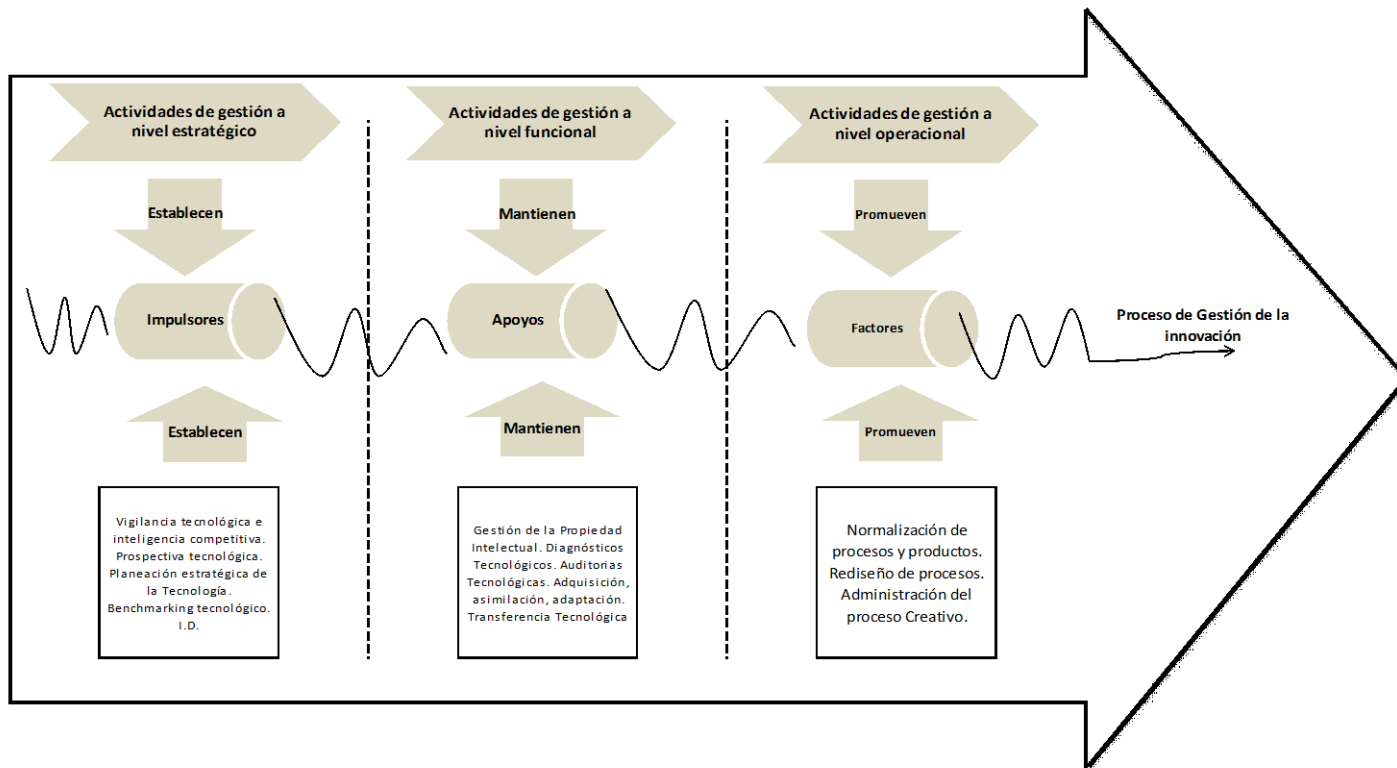 Actividades de gestión a
nivel estratégico
Actividades de gestión a
nivel funcional
Actividades de gestión a
nivel operacional
Establecen
Mantienen
Promueven
Impulsores
Apoyos
Factores
Proceso de Gestión de la
innovación
Establecen
Mantienen
Promueven
Vigilancia tecnológica e
inteligencia competitiva.
Prospectiva tecnológica.
Planeación estratégica de
la Tecnología.
Benchmarking tecnológico.
I.D.
Gestión de la Propiedad
Intelectual. Diagnósticos
Tecnológicos. Auditorias
Tecnológicas. Adquisición,
asimilación, adaptación.
Transferencia Tecnológica
Normalización de
procesos y productos.
Rediseño de procesos.
Administración del
proceso Creativo.